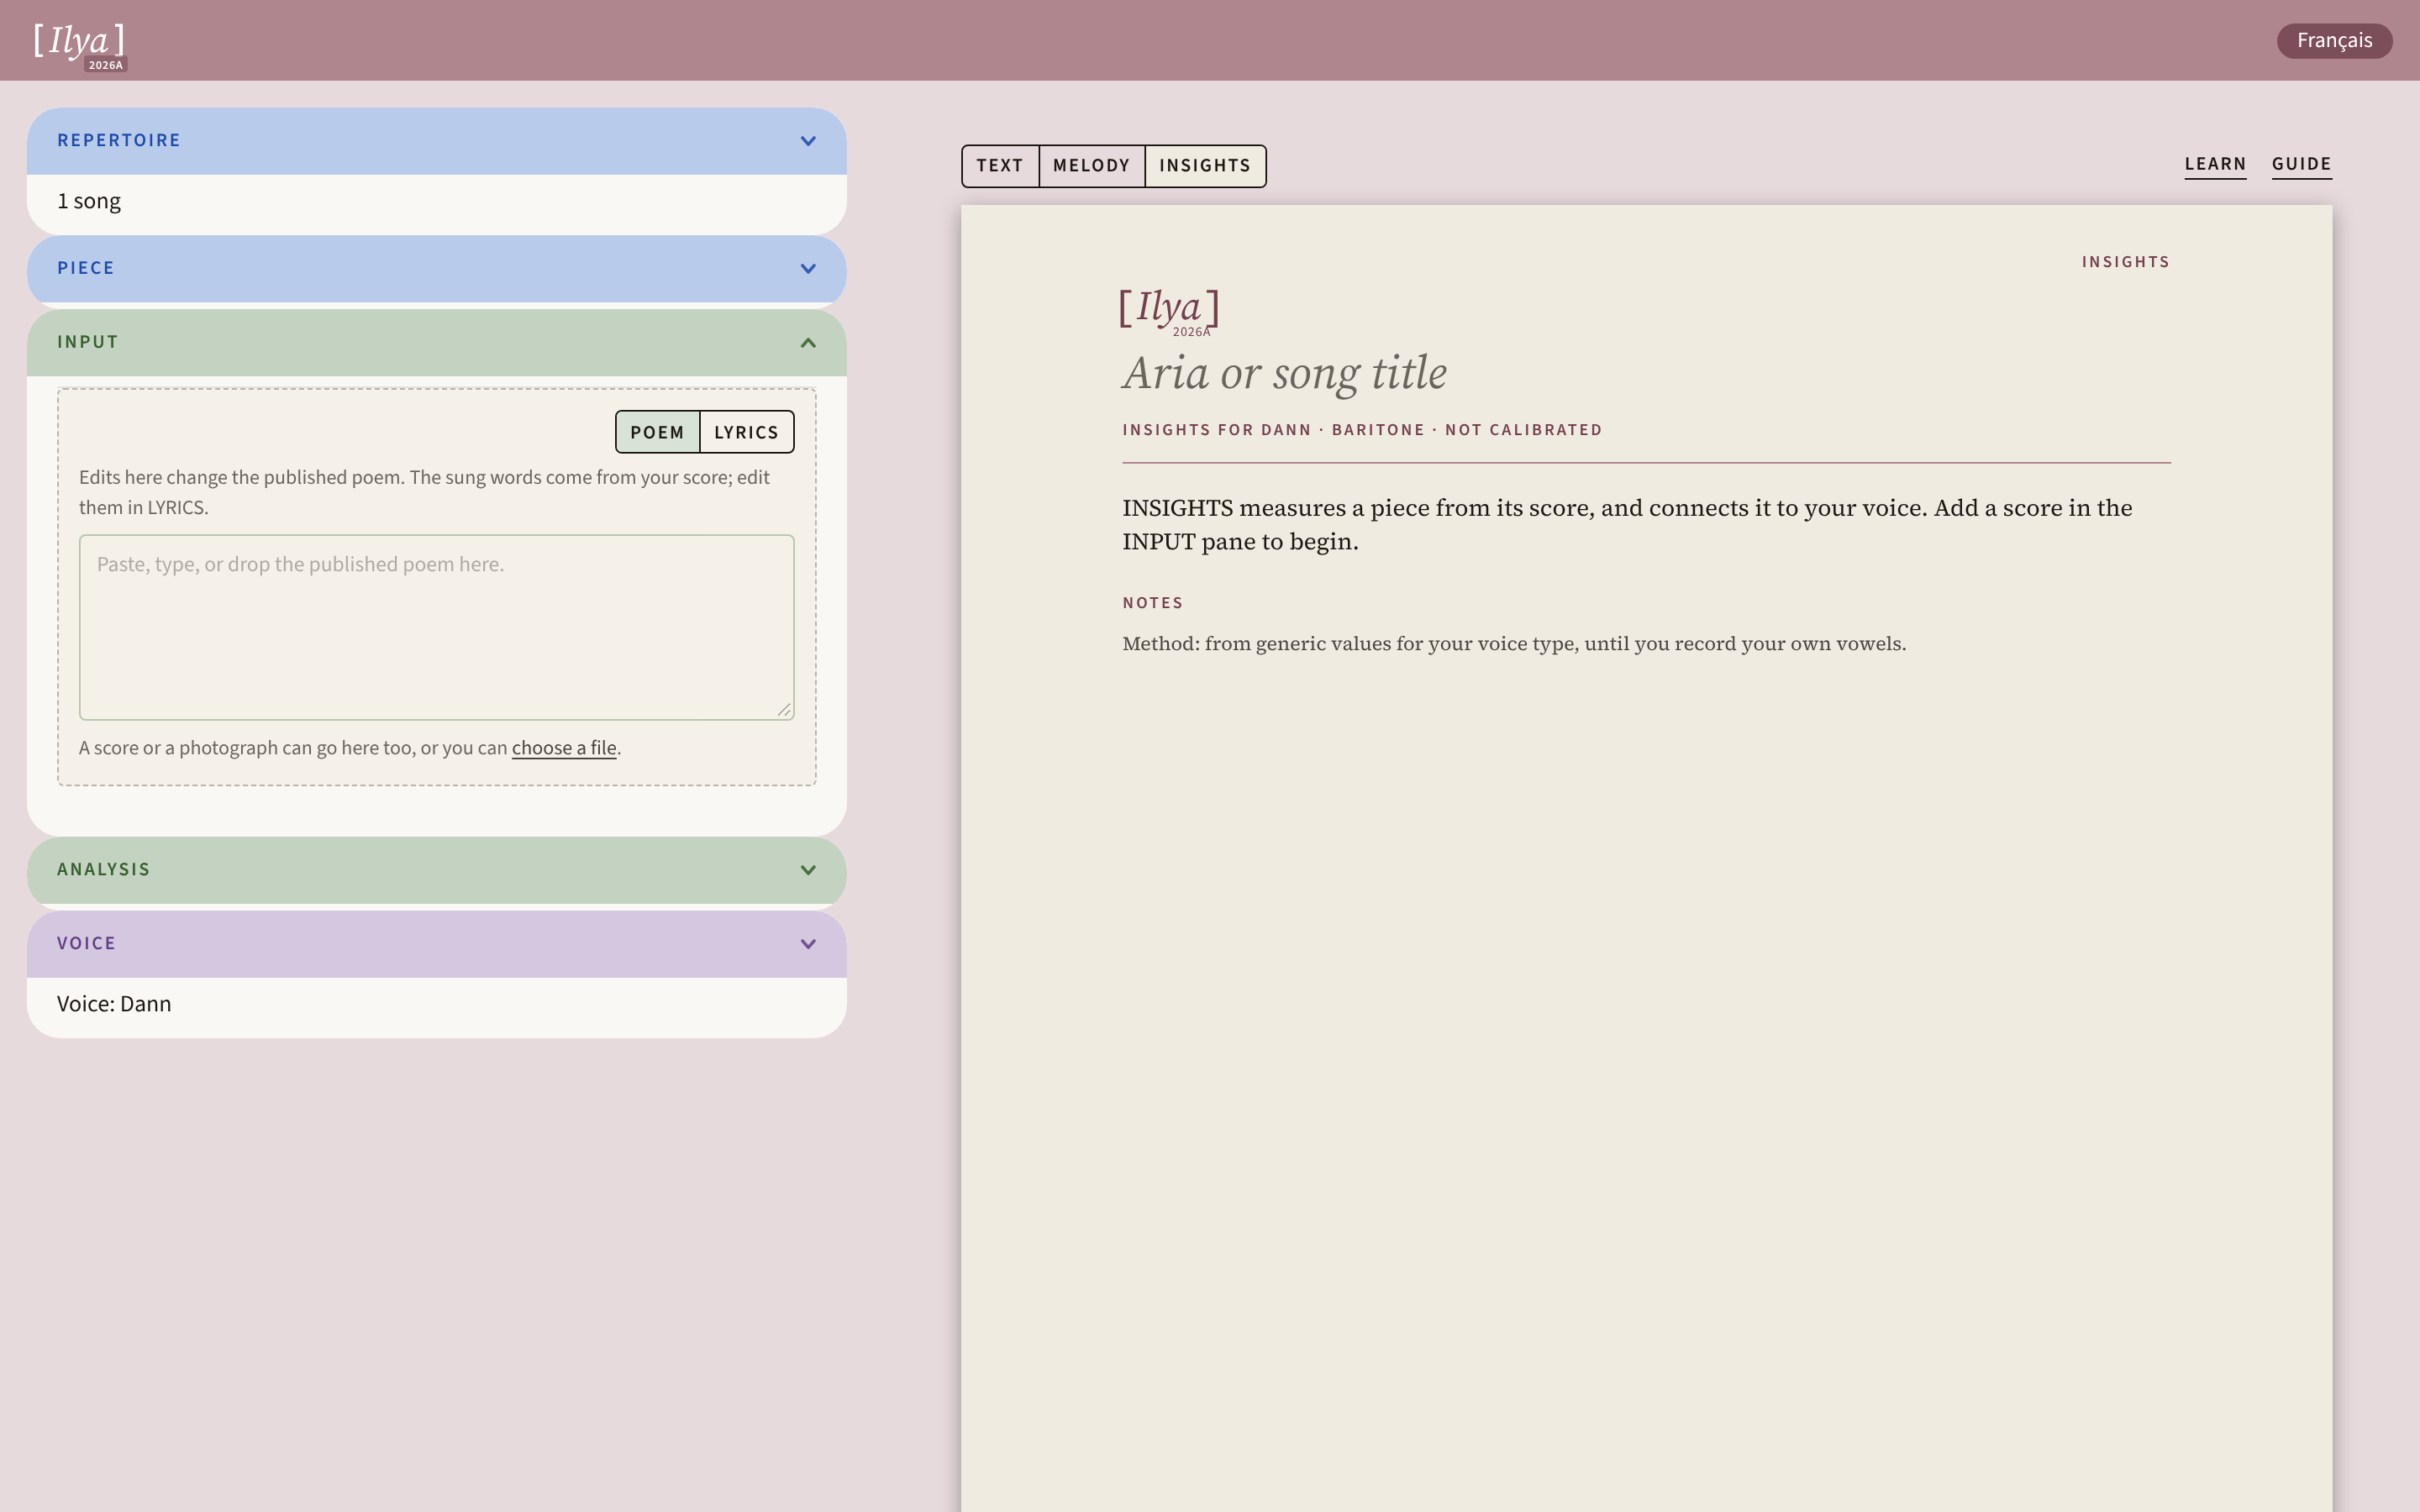 [Ilya]
2026A
Français
REPERTOIRE
1 song
PIECE
INPUT
POEM LYRICS
Edits here change the published poem. The sung words come from your score; edit
them in LYRICS.
Paste, type, or drop the published poem here.
A score or a photograph can go here too, or you can choose a file.
ANALYSIS
VOICE
Voice: Dann
TEXT MELODY INSIGHTS
LEARN GUIDE
INSIGHTS
[Ilya]
2026A
Aria or song title
INSIGHTS FOR DANN · BARITONE · NOT CALIBRATED
INSIGHTS measures a piece from its score, and connects it to your voice. Add a score in the
INPUT pane to begin.
NOTES
Method: from generic values for your voice type, until you record your own vowels.